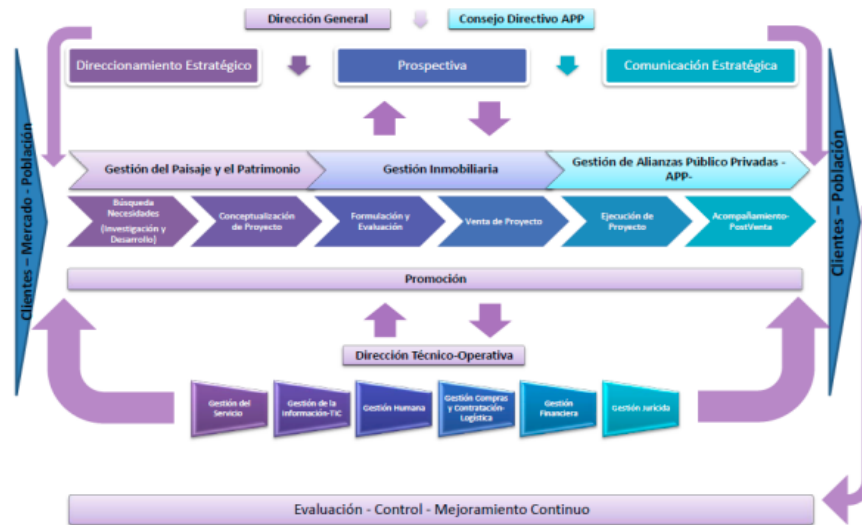 Dirección General
Consejo Directivo APP
Direccionamiento Estratégico
Prospectiva
Comunicación Estratégica
Clientes – Mercado - Población
Gestión del Paisaje y el Patrimonio
Gestión Inmobiliaria
Gestión de Alianzas Público Privadas -
APP-
Búsqueda
Necesidades
(Investigación y
Desarrollo)
Conceptualización
de Proyecto
Formulación y
Evaluación
Venta de Proyecto
Ejecución de
Proyecto
Acompañamiento-
PostVenta
Clientes – Población
Promoción
Dirección Técnico-Operativa
Gestión del
Servicio
Gestión de la
Información-TIC
Gestión Humana
Gestión Compras
y Contratación-
Logística
Gestión
Financiera
Gestión Juricida
Evaluación - Control - Mejoramiento Continuo